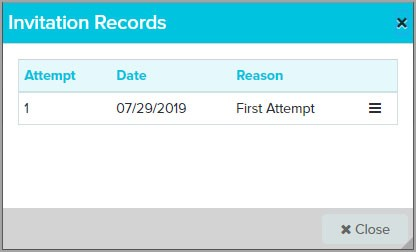 Invitation Records
Attempt Date Reason
1 07/29/2019 First Attempt
Close